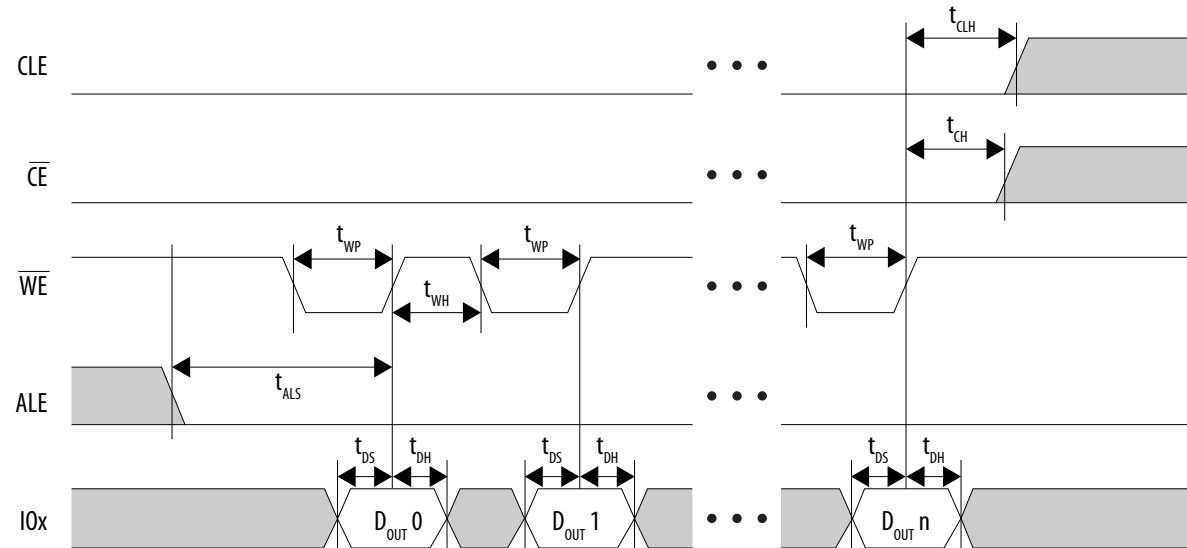 tCLH
CLE
tCH
CE
tWP
tWP
tWP
WE
tWH
tALS
ALE
tDS
tDH
tDS
tDH
tDS
tDH
IOx
DOUT 0
DOUT 1
DOUT n